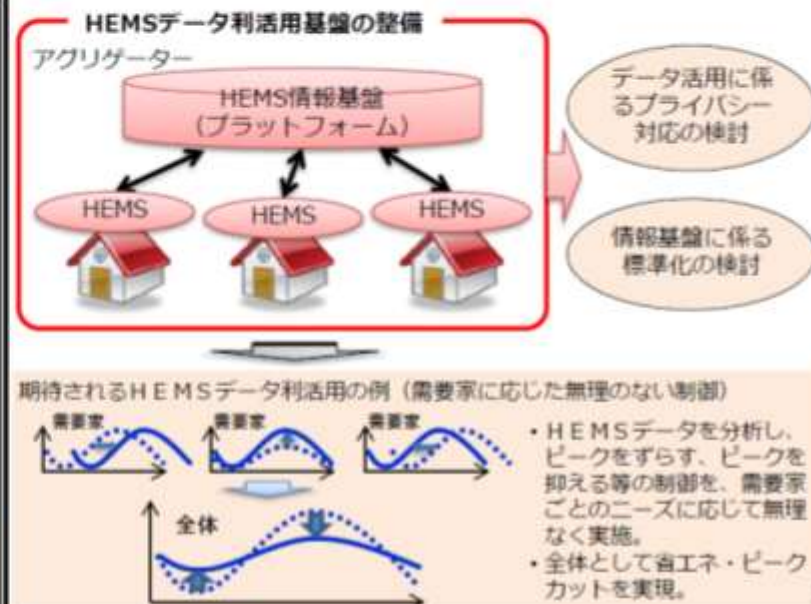 HEMSデータ利活用基盤の整備
アグリゲーター
HEMS情報基盤
(プラットフォーム)
HEMS
HEMS
HEMS
データ活用に係
るプライバシー
対応の検討
情報基盤に係る
標準化の検討
期待されるHEMSデータ利活用の例(需要家に応じた無理のない制御)
需要家
需要家
需要家
全体
・HEMSデータを分析し、
ピークをずらす、ピークを
抑える等の制御を、需要家
ごとのニーズに応じて無理
なく実施。
・全体として省エネ・ピーク
カットを実現。